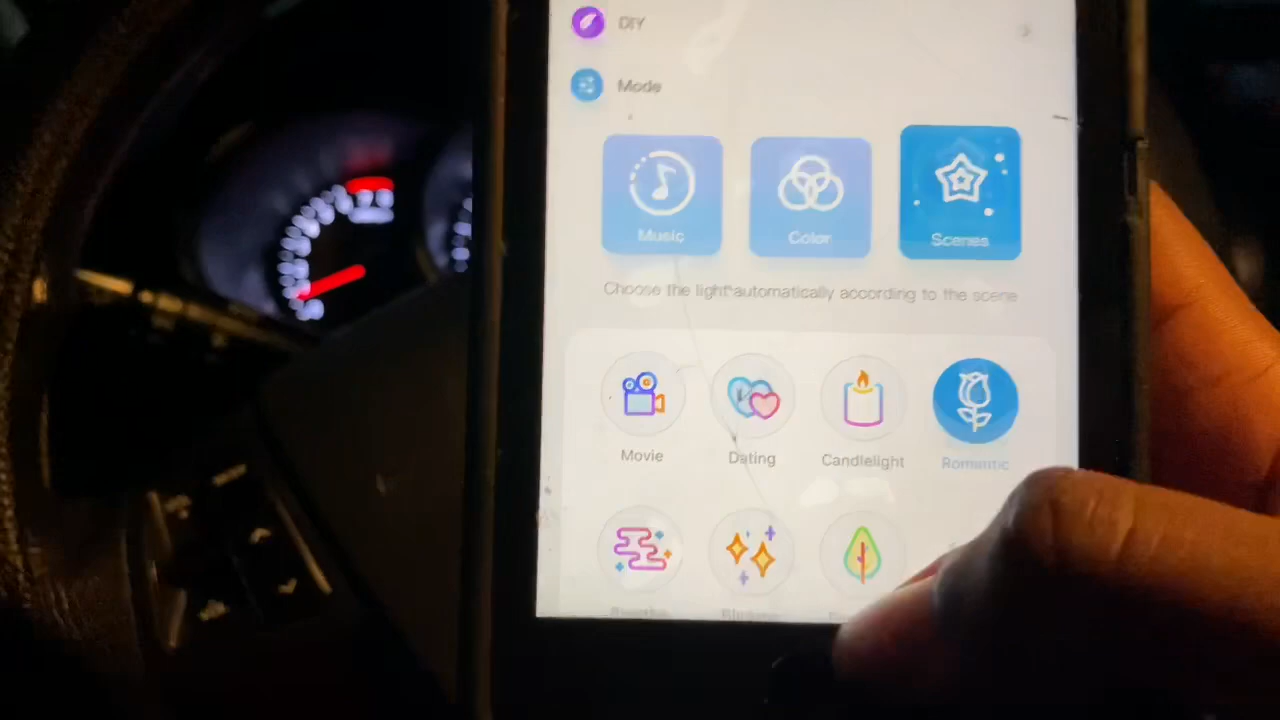 DIY
Mode
Music Color Scenes
Choose the light automatically according to the scene
Movie Dating Candlelight Romantic